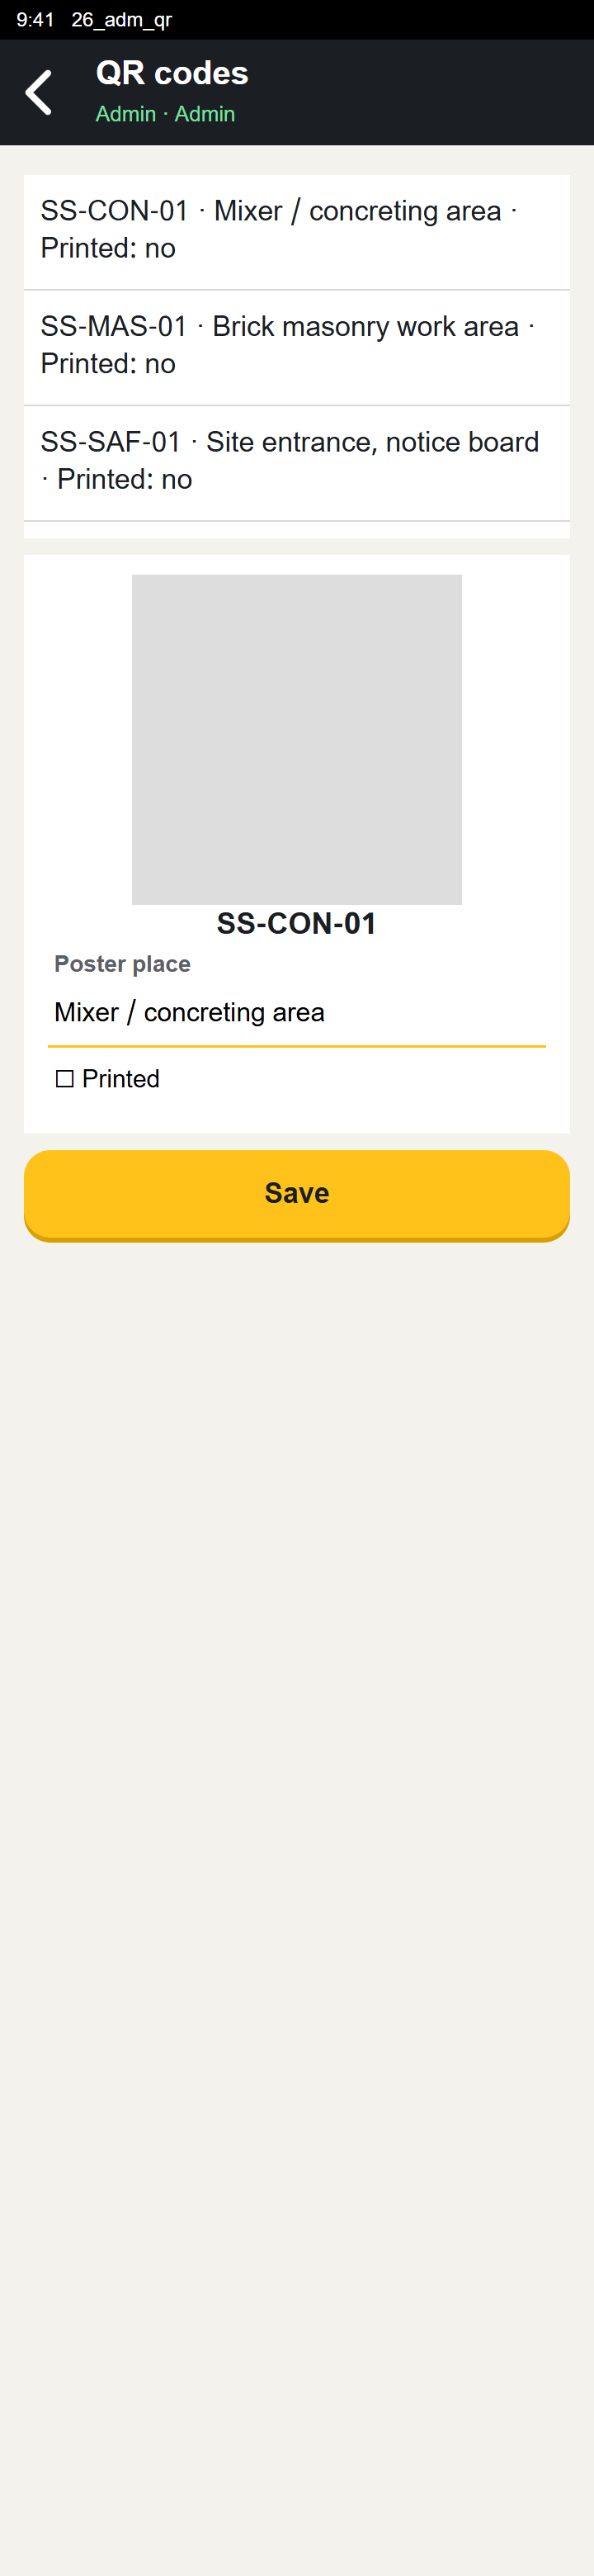 9:41 26_adm_qr
QR codes
Admin · Admin
SS-CON-01 · Mixer / concreting area ·
Printed: no
SS-MAS-01 · Brick masonry work area ·
Printed: no
SS-SAF-01 · Site entrance, notice board
· Printed: no
SS-CON-01
Poster place
Mixer / concreting area
Printed
Save